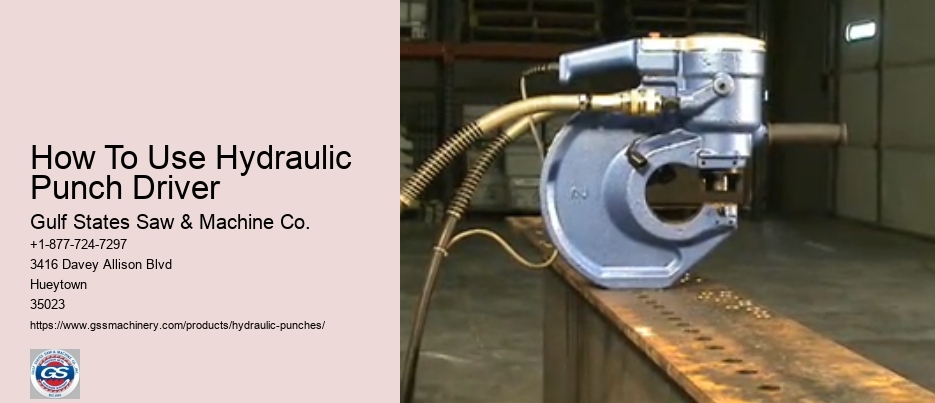 How To Use Hydraulic
Punch Driver
Gulf States Saw & Machine Co.
+1-877-724-7297
3416 Davey Allison Blvd
Hueytown
35023
https://www.gssmachinery.com/products/hydraulic-punches/
GS